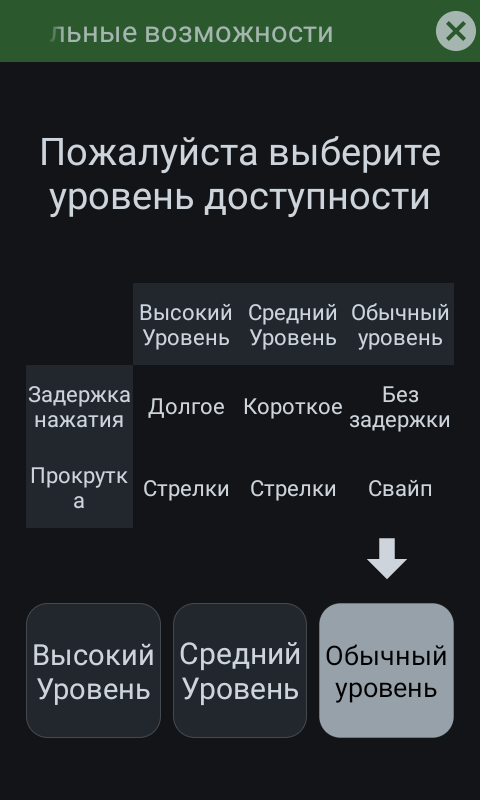 льные возможности
Пожалуйста выберите
уровень доступности
Высокий Средний Обычный
Уровень Уровень уровень
Задержка
нажатия
Долгое Короткое
Без
задержки
Прокрутк
а
Стрелки Стрелки Свайп
Высокий
Уровень
Средний
Уровень
Обычный
уровень